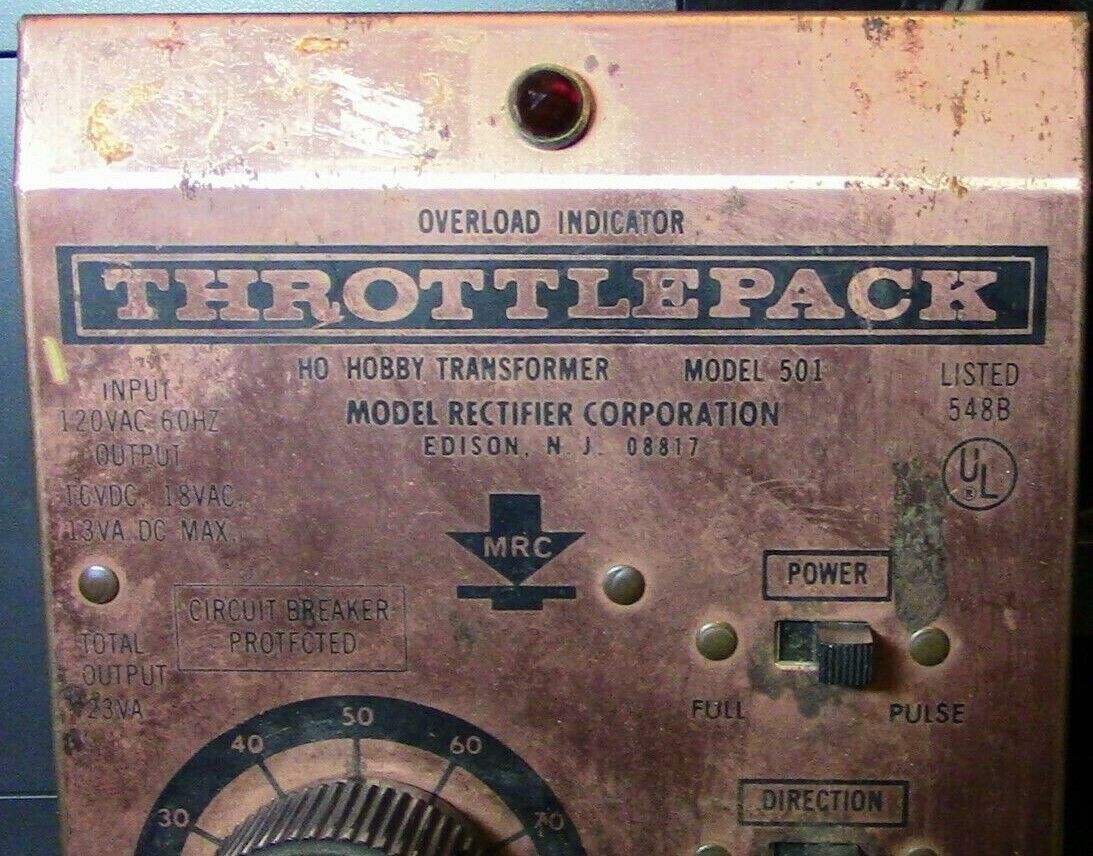 OVERLOAD INDICATOR
THROTTLEPACK
HO HOBBY TRANSFORMER MODEL 501
MODEL RECTIFIER CORPORATION
EDISON, N. J. 08817
LISTED
548B
UL
®
INPUT
120VAC 60HZ
OUTPUT
16VDC, 18VAC,
13VA DC MAX.
MRC
CIRCUIT BREAKER
PROTECTED
TOTAL
OUTPUT
23VA
POWER
FULL PULSE
DIRECTION
30 40 50 60 70